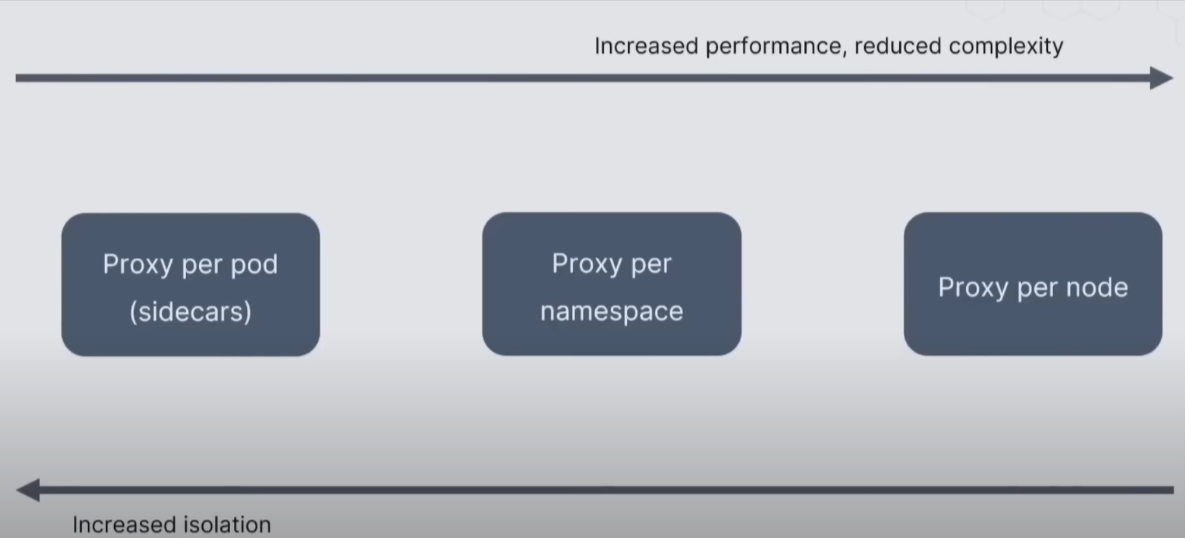 Increased performance, reduced complexity
Proxy per pod
(sidecars)
Proxy per
namespace
Proxy per node
Increased isolation